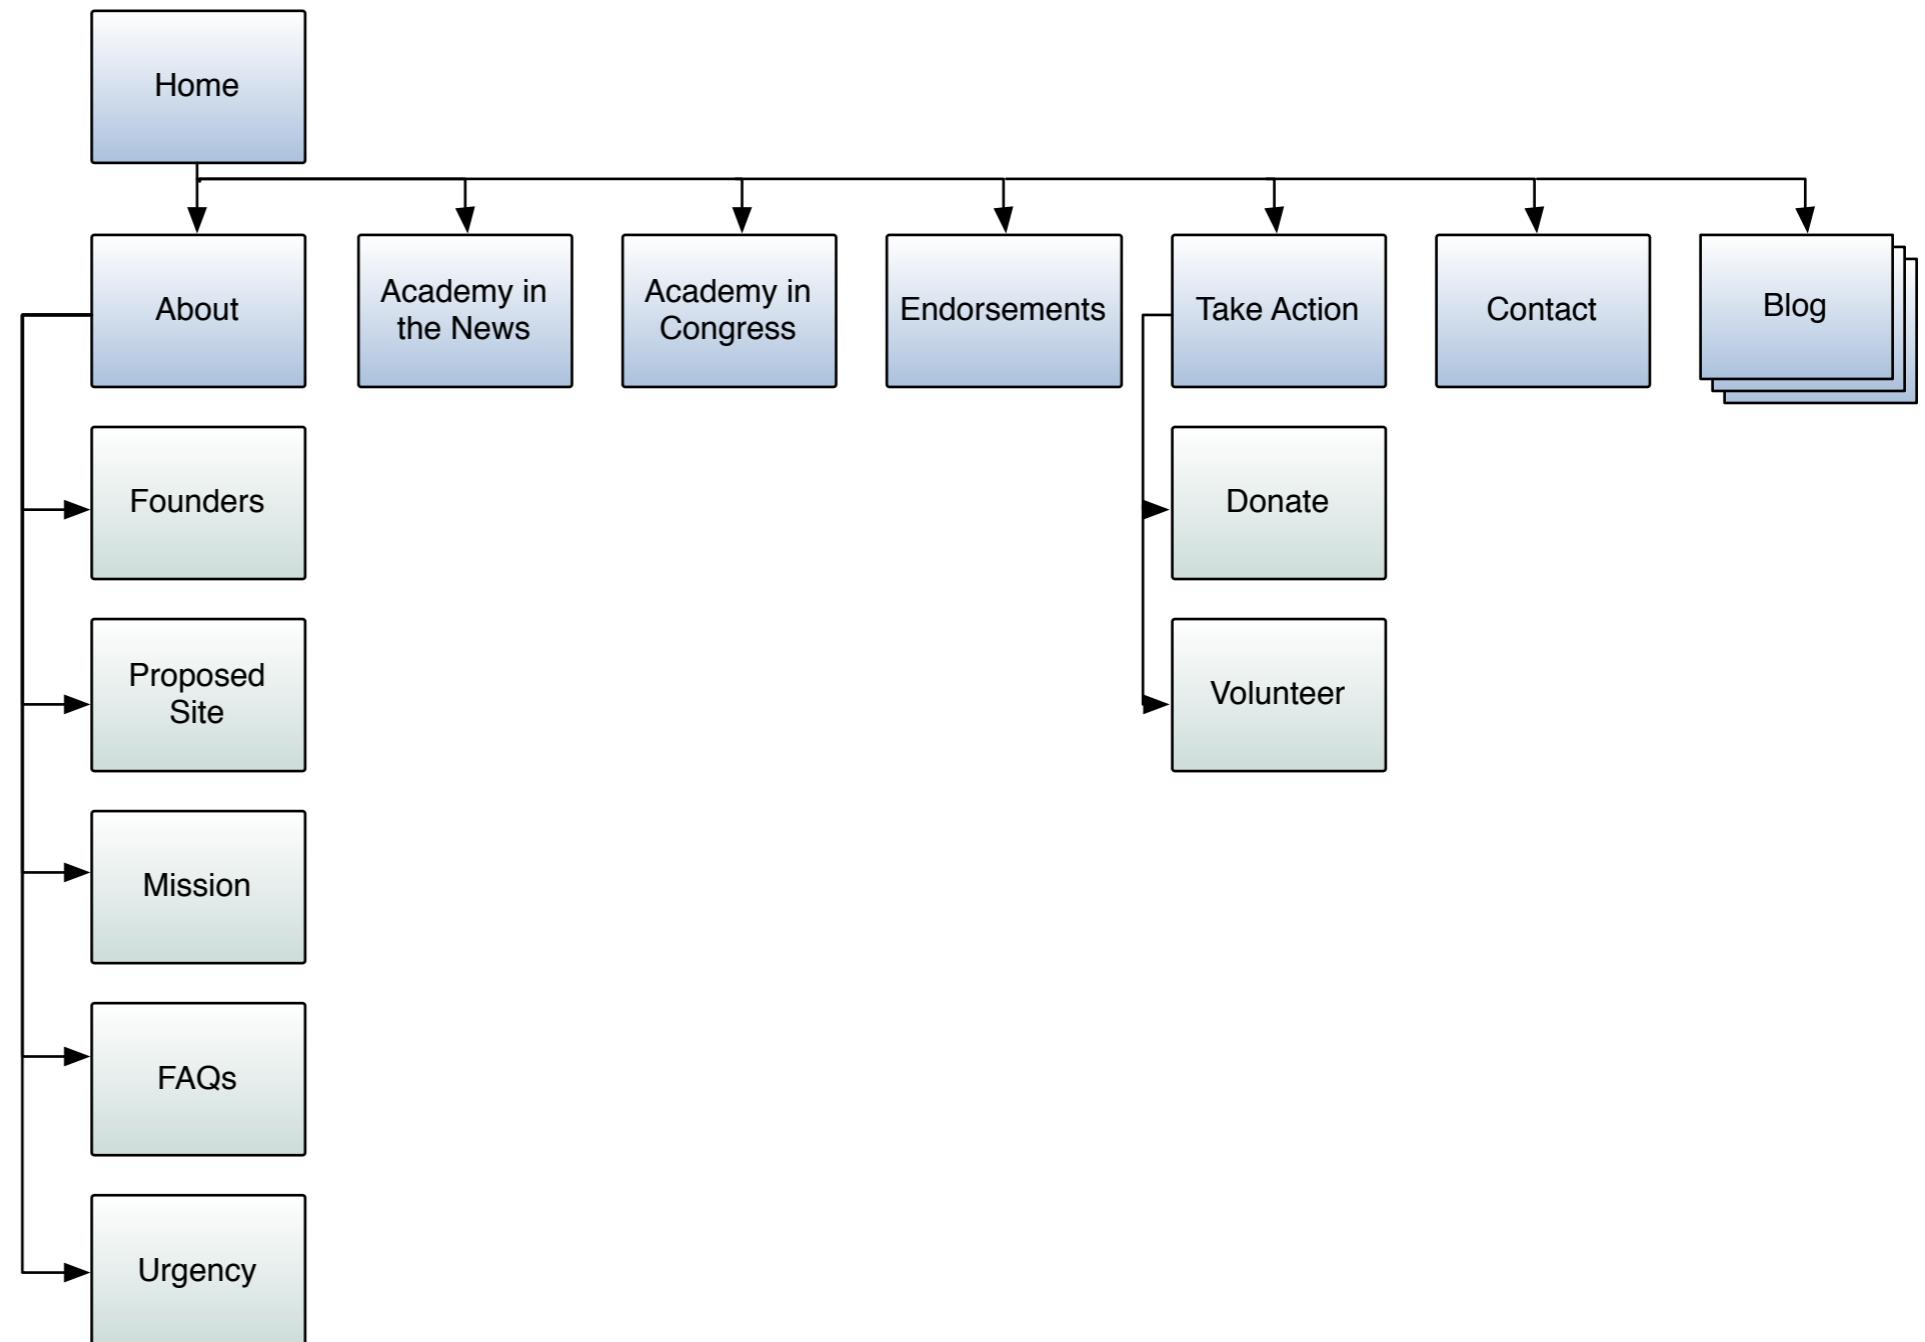 Home
About
Academy in
the News
Academy in
Congress
Endorsements
Take Action
Contact
Blog
Founders
Donate
Proposed
Site
Volunteer
Mission
FAQs
Urgency